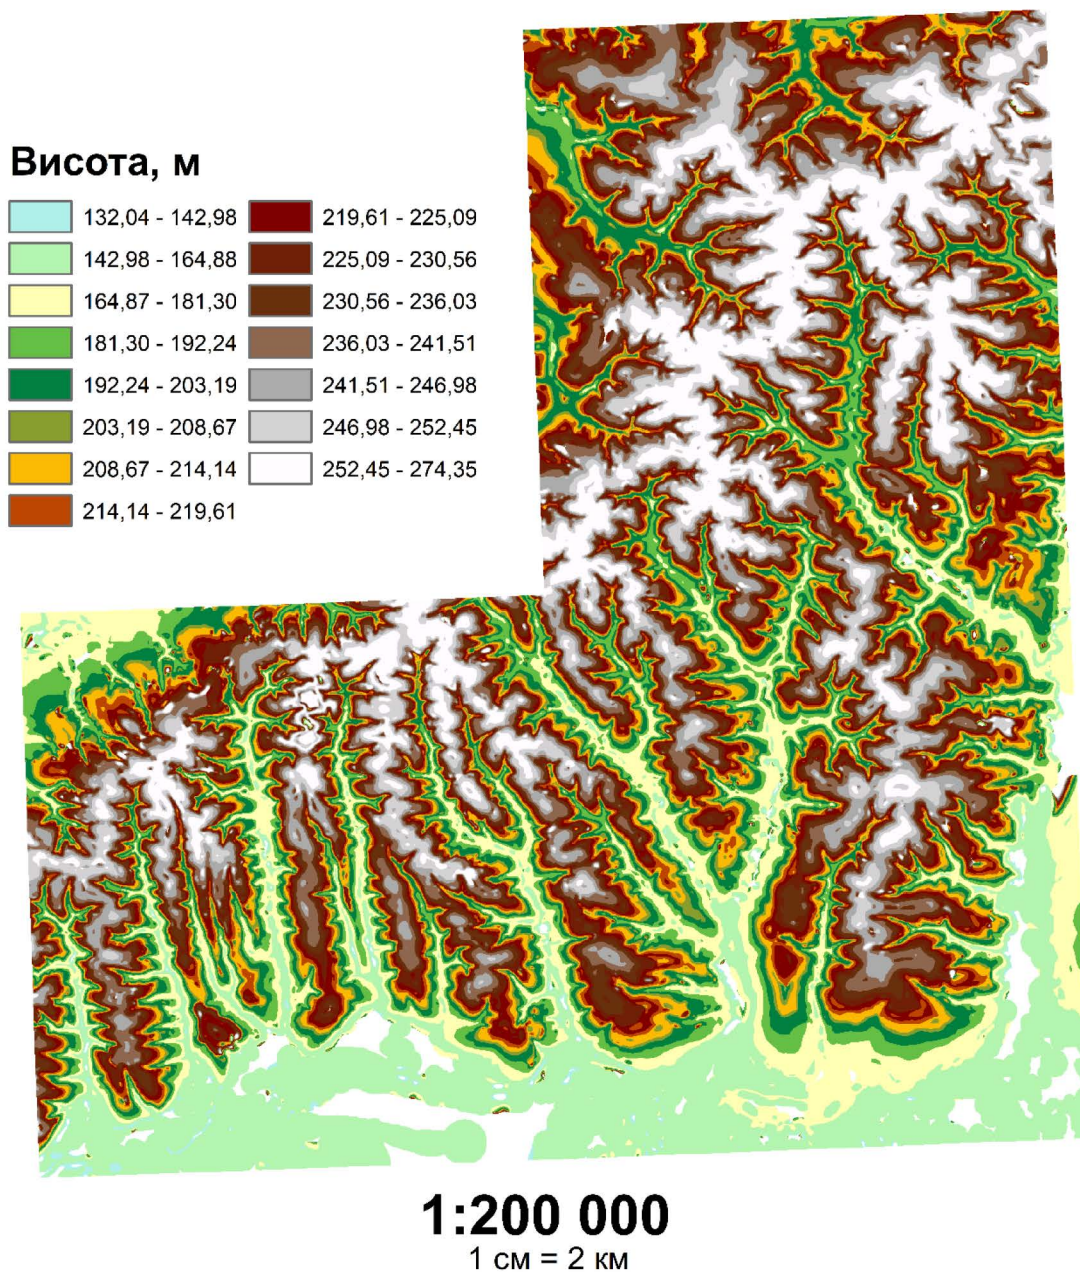 Висота, м
132,04 - 142,98
142,98 - 164,88
164,87 - 181,30
181,30 - 192,24
192,24 - 203,19
203,19 - 208,67
208,67 - 214,14
214,14 - 219,61
219,61 - 225,09
225,09 - 230,56
230,56 - 236,03
236,03 - 241,51
241,51 - 246,98
246,98 - 252,45
252,45 - 274,35
1:200 000
1 см = 2 км